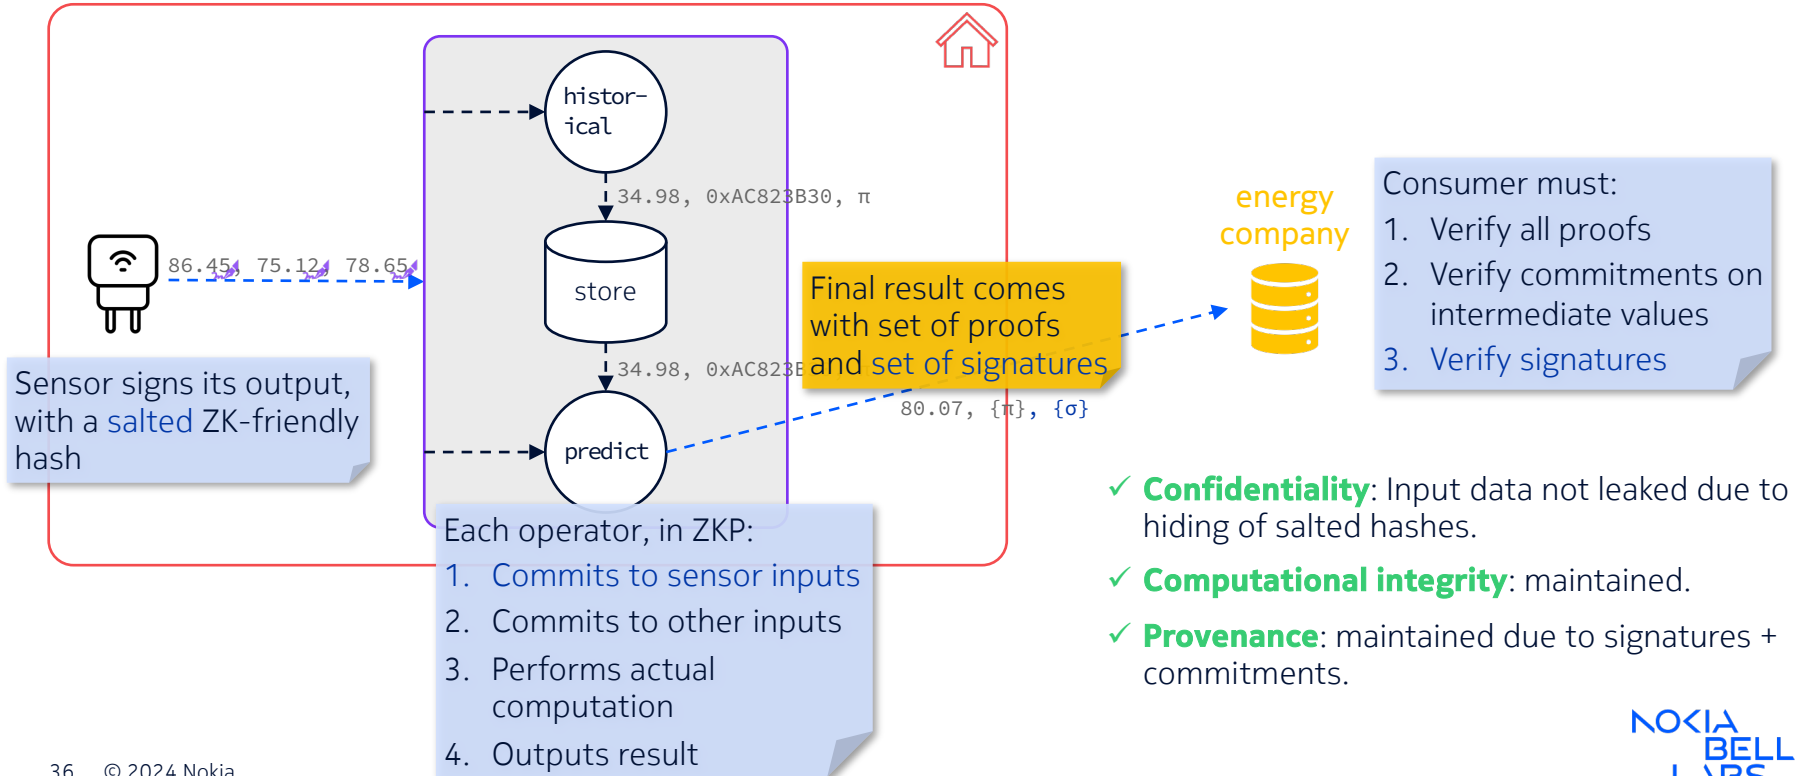 histor-
ical
34.98, 0xAC823B30, π
energy
company
Consumer must:
1. Verify all proofs
2. Verify commitments on
intermediate values
3. Verify signatures
86.45, 75.12, 78.65,
store
Final result comes
with set of proofs
and set of signatures
34.98, 0xAC823B
80.07, {π}, {σ}
Sensor signs its output,
with a salted ZK-friendly
hash
predict
Each operator, in ZKP:
1. Commits to sensor inputs
2. Commits to other inputs
3. Performs actual
computation
4. Outputs result
✓ Confidentiality: Input data not leaked due to
hiding of salted hashes.
✓ Computational integrity: maintained.
✓ Provenance: maintained due to signatures +
commitments.
36 © 2024 Nokia
NOKIA
BELL
LABS